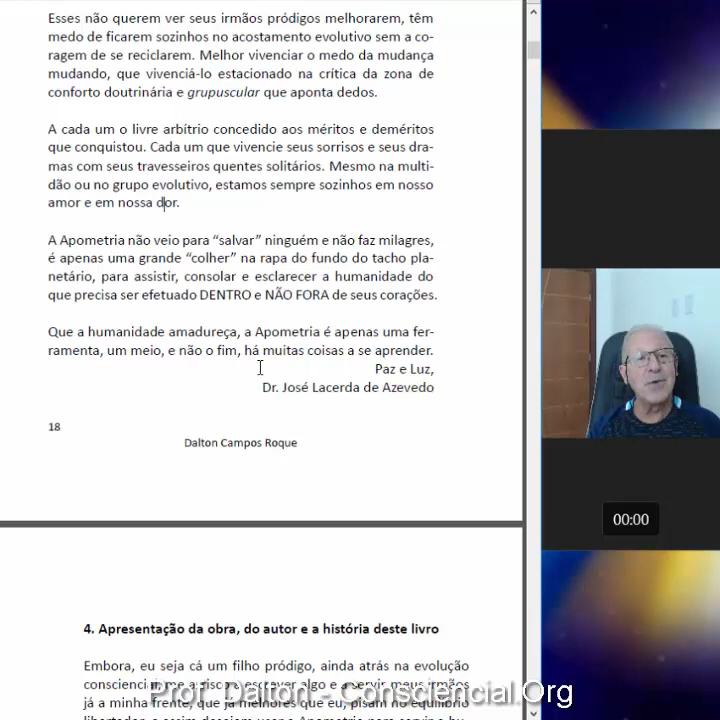 Esses não querem ver seus irmãos pródigos melhorarem, têm
medo de ficarem sozinhos no acostamento evolutivo sem a co-
ragem de se reciclarem. Melhor vivenciar o medo da mudança
mudando, que vivenciá-lo estacionado na crítica da zona de
conforto doutrinária e grupuscular que aponta dedos.
A cada um o livre arbítrio concedido aos méritos e deméritos
que conquistou. Cada um que vivencie seus sorrisos e seus dra-
mas com seus travesseiros quentes solitários. Mesmo na multi-
dão ou no grupo evolutivo, estamos sempre sozinhos em nosso
amor e em nossa dor.
A Apometria não veio para “salvar” ninguém e não faz milagres,
é apenas uma grande “colher” na rapa do fundo do tacho pla-
netário, para assistir, consolar e esclarecer a humanidade do
que precisa ser efetuado DENTRO e NÃO FORA de seus corações.
Que a humanidade amadureça, a Apometria é apenas uma fer-
ramenta, um meio, e não o fim, há muitas coisas a se aprender.
Paz e Luz,
Dr. José Lacerda de Azevedo
18
Dalton Campos Roque
00:00
4. Apresentação da obra, do autor e a história deste livro
Embora, eu seja cá um filho pródigo, ainda atrás na evolução
consciencial, me arrisco a escrever algo e a servir meus irmãos
Prof. Dalton - Consciencial.Org
já a minha frente, que já melhores que eu, pisam no equilíbrio